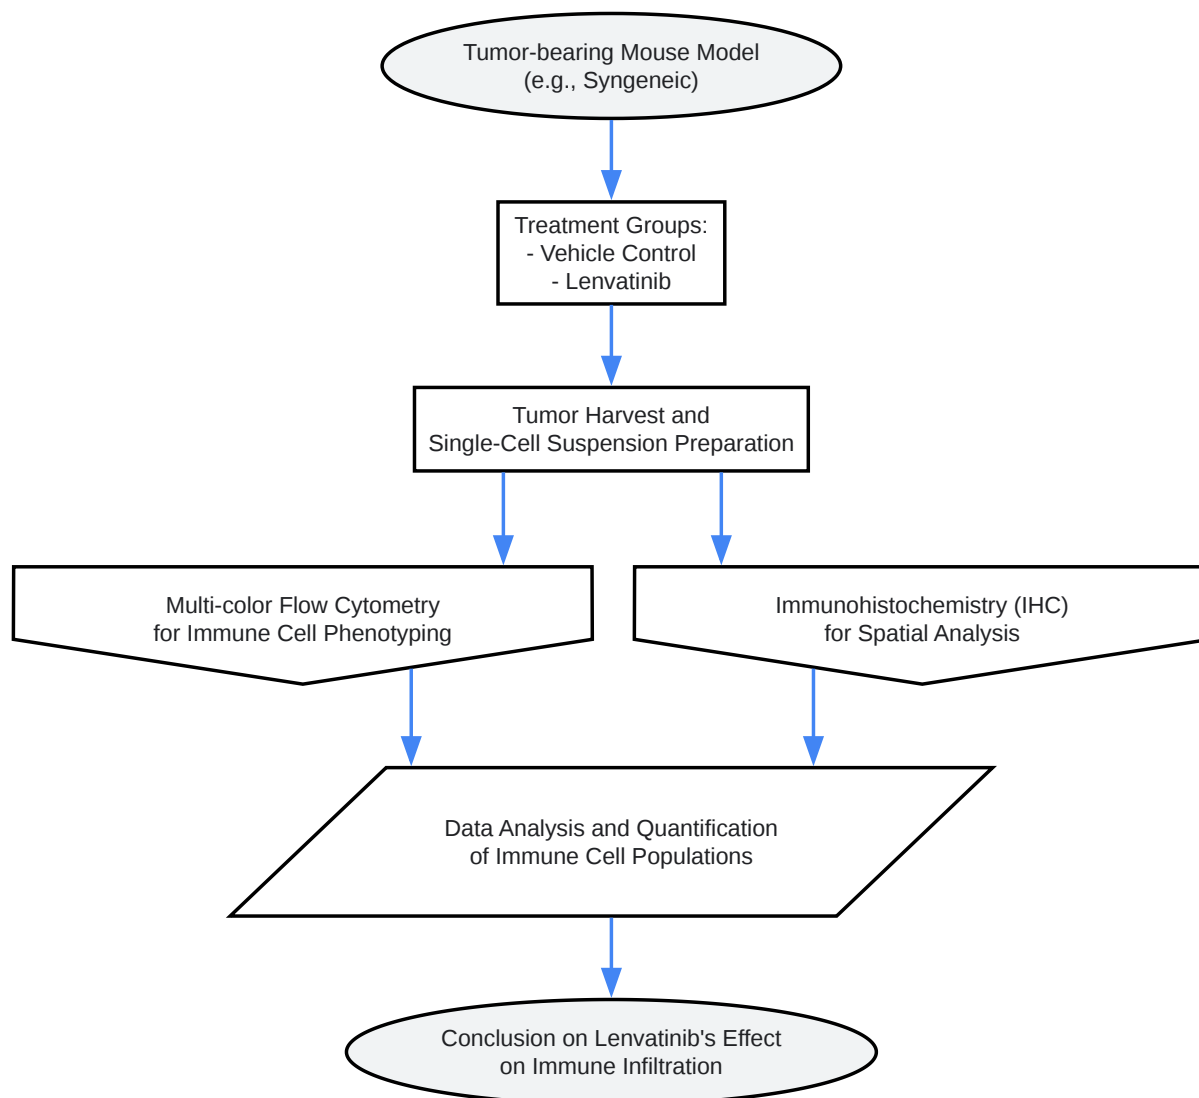 Tumor-bearing Mouse Model
(e.g., Syngeneic)
Treatment Groups:
- Vehicle Control
- Lenvatinib
Tumor Harvest and
Single-Cell Suspension Preparation
Multi-color Flow Cytometry
for Immune Cell Phenotyping
Immunohistochemistry (IHC)
for Spatial Analysis
Data Analysis and Quantification
of Immune Cell Populations
Conclusion on Lenvatinib's Effect
on Immune Infiltration